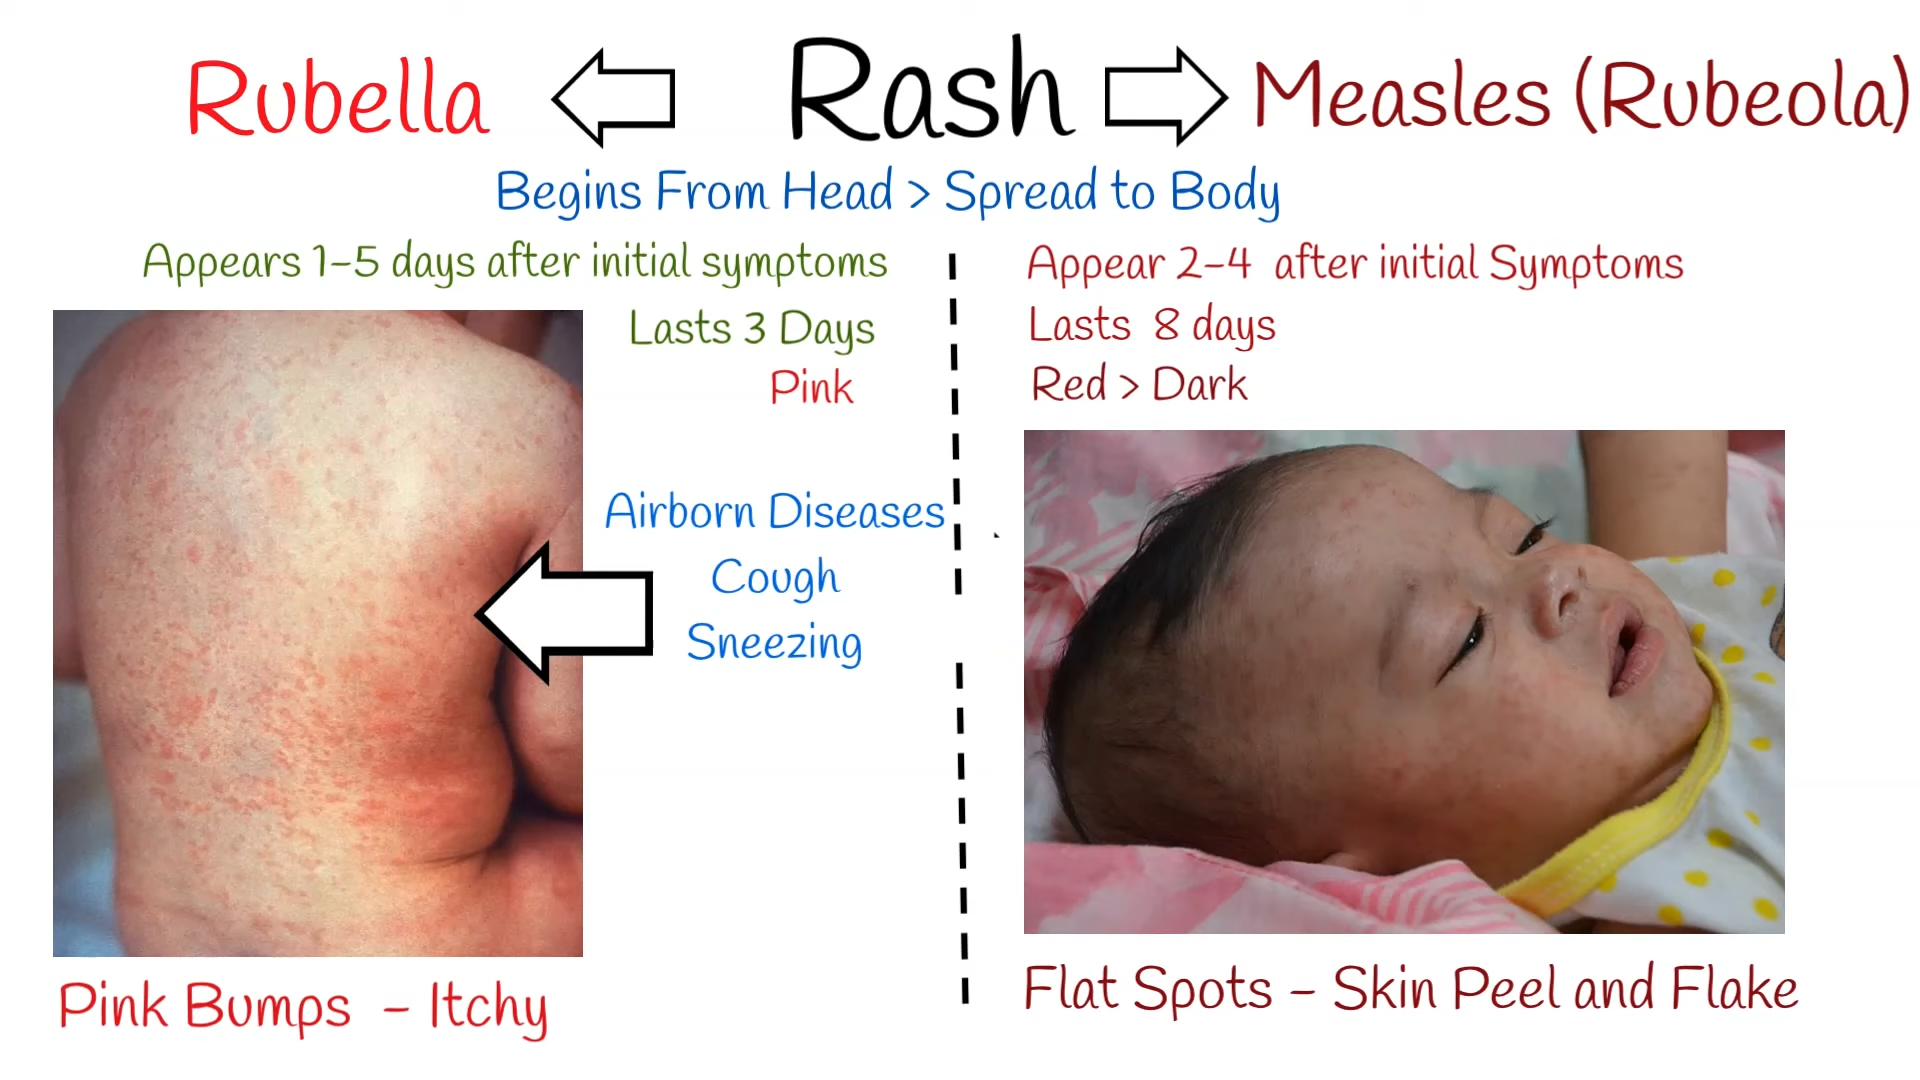 Rubella Rash Measles (Rubeola)
Begins From Head > Spread to Body
Appears 1-5 days after initial symptoms
Lasts 3 Days
Pink
Airborn Diseases
Cough
Sneezing
Pink Bumps - Itchy
Appear 2-4 after initial Symptoms
Lasts 8 days
Red > Dark
Flat Spots - Skin Peel and Flake